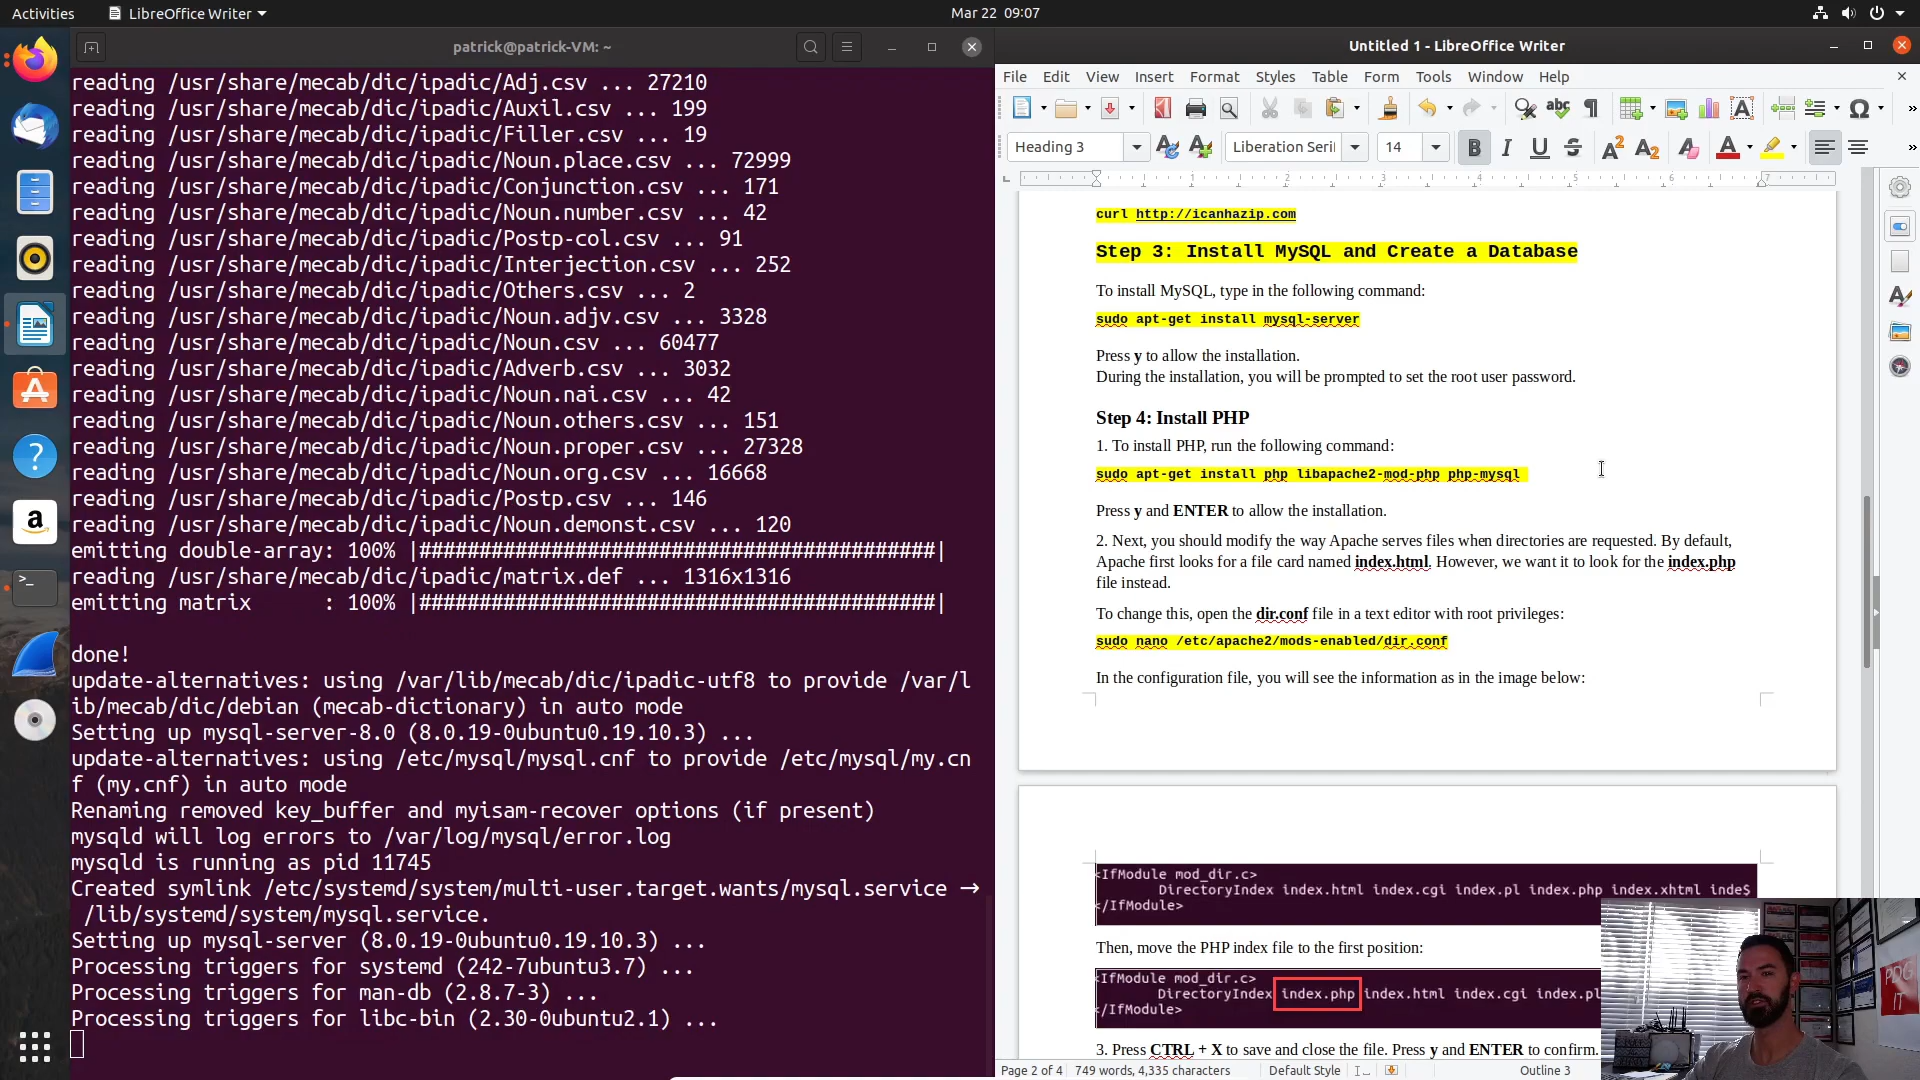 Activities
LibreOffice Writer
Mar 22 09:07
patrick@patrick-VM: ~
reading /usr/share/mecab/dic/ipadic/Adj.csv ... 27210
reading /usr/share/mecab/dic/ipadic/Auxil.csv ... 199
reading /usr/share/mecab/dic/ipadic/Filler.csv ... 19
reading /usr/share/mecab/dic/ipadic/Noun.place.csv ... 72999
reading /usr/share/mecab/dic/ipadic/Conjunction.csv ... 171
reading /usr/share/mecab/dic/ipadic/Noun.number.csv ... 42
reading /usr/share/mecab/dic/ipadic/Postp-col.csv ... 91
reading /usr/share/mecab/dic/ipadic/Interjection.csv ... 252
reading /usr/share/mecab/dic/ipadic/Others.csv ... 2
reading /usr/share/mecab/dic/ipadic/Noun.adjv.csv ... 3328
reading /usr/share/mecab/dic/ipadic/Noun.csv ... 60477
reading /usr/share/mecab/dic/ipadic/Adverb.csv ... 3032
reading /usr/share/mecab/dic/ipadic/Noun.nai.csv ... 42
reading /usr/share/mecab/dic/ipadic/Noun.others.csv ... 151
reading /usr/share/mecab/dic/ipadic/Noun.proper.csv ... 27328
reading /usr/share/mecab/dic/ipadic/Noun.org.csv ... 16668
reading /usr/share/mecab/dic/ipadic/Postp.csv ... 146
reading /usr/share/mecab/dic/ipadic/Noun.demonst.csv ... 120
emitting double-array: 100% |###########################################|
reading /usr/share/mecab/dic/ipadic/matrix.def ... 1316x1316
emitting matrix      : 100% |###########################################|
done!
update-alternatives: using /var/lib/mecab/dic/ipadic-utf8 to provide /var/l
ib/mecab/dic/debian (mecab-dictionary) in auto mode
Setting up mysql-server-8.0 (8.0.19-0ubuntu0.19.10.3) ...
update-alternatives: using /etc/mysql/mysql.cnf to provide /etc/mysql/my.cn
f (my.cnf) in auto mode
Renaming removed key_buffer and myisam-recover options (if present)
mysqld will log errors to /var/log/mysql/error.log
mysqld is running as pid 11745
Created symlink /etc/systemd/system/multi-user.target.wants/mysql.service →
/lib/systemd/system/mysql.service.
Setting up mysql-server (8.0.19-0ubuntu0.19.10.3) ...
Processing triggers for systemd (242-7ubuntu3.7) ...
Processing triggers for man-db (2.8.7-3) ...
Processing triggers for libc-bin (2.30-0ubuntu2.1) ...
Untitled 1 - LibreOffice Writer
File Edit View Insert Format Styles Table Form Tools Window Help
Heading 3
Liberation Seri
14
1 2 3 4 5 6 7
curl http://icanhazip.com
Step 3: Install MySQL and Create a Database
To install MySQL, type in the following command:
sudo apt-get install mysql-server
Press y to allow the installation.
During the installation, you will be prompted to set the root user password.
Step 4: Install PHP
1. To install PHP, run the following command:
sudo apt-get install php libapache2-mod-php php-mysql
Press y and ENTER to allow the installation.
2. Next, you should modify the way Apache serves files when directories are requested. By default,
Apache first looks for a file card named index.html. However, we want it to look for the index.php
file instead.
To change this, open the dir.conf file in a text editor with root privileges:
sudo nano /etc/apache2/mods-enabled/dir.conf
In the configuration file, you will see the information as in the image below:
<IfModule mod_dir.c>
DirectoryIndex index.html index.cgi index.pl index.php index.xhtml inde$
</IfModule>
Then, move the PHP index file to the first position:
<IfModule mod_dir.c>
DirectoryIndex index.php index.html index.cgi index.pl
</IfModule>
3. Press CTRL + X to save and close the file. Press y and ENTER to confirm.
Page 2 of 4
749 words, 4,335 characters
Default Style
Outline 3
PDG
IT